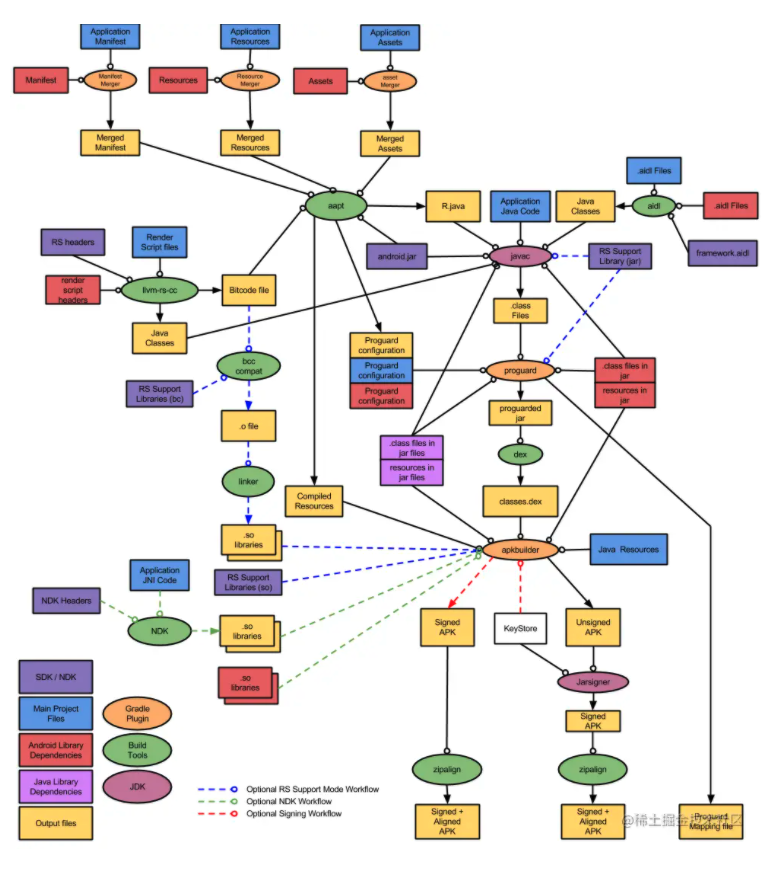 Application
Manifest
Application
Resources
Application
Assets
Manifest
Manifest
Merger
Resources
Resource
Merger
Assets
asset
Merger
Merged
Manifest
Merged
Resources
Merged
Assets
.aidl Files
aapt
R.java
Application
Java Code
Java
Classes
aidl
.aidl Files
RS headers
Render
Script files
android.jar
javac
RS Support
Library (jar)
framework.aidl
render
script
headers
llvm-rs-cc
Bitcode file
.class
Files
Java
Classes
Proguard
configuration
Proguard
configuration
Proguard
configuration
bcc
compat
proguard
.class files in
jar
resources in
jar
RS Support
Libraries (bc)
proguarded
jar
.o file
.class files in
jar files
resources in
jar files
dex
linker
Compiled
Resources
classes.dex
.so
libraries
apkbuilder
Java Resources
RS Support
Libraries (so)
Application
JNI Code
NDK Headers
NDK
.so
libraries
Signed
APK
KeyStore
Unsigned
APK
.so
libraries
Jarsigner
SDK / NDK
Main Project
Files
Gradle
Plugin
Signed
APK
Android Library
Dependencies
Build
Tools
zipalign
zipalign
Java Library
Dependencies
JDK
Optional RS Support Mode Workflow
Optional NDK Workflow
Optional Signing Workflow
Output files
Signed +
Aligned
APK
Signed +
Aligned
APK
Proguard
Mapping file
@稀土掘金技术社区